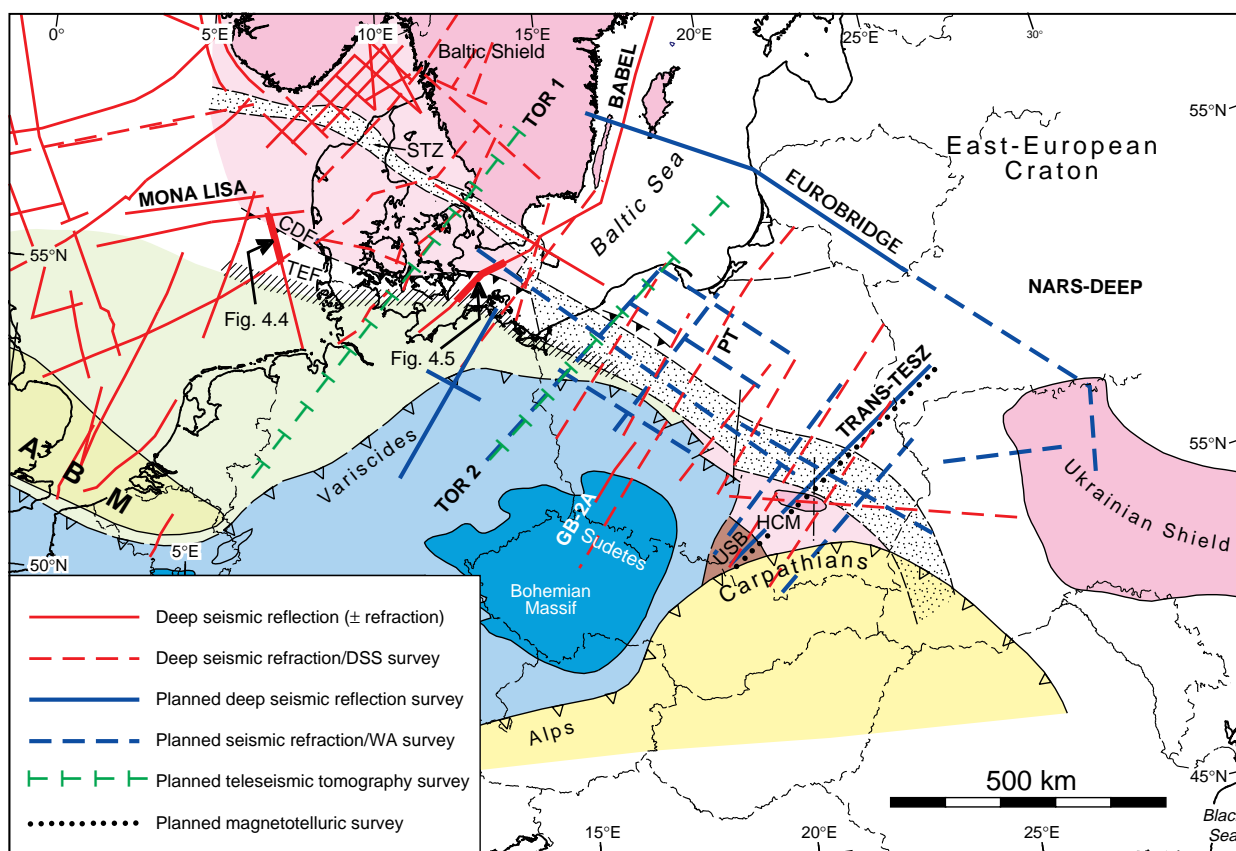 0°
5°E
10°E
15°E
20°E
25°E
30°
Baltic Shield
BABEL
TOR 1
55°N
East-European
Craton
STZ
Baltic Sea
MONA LISA
EUROBRIDGE
CDF
55°N
TEF
NARS-DEEP
Fig. 4.4
Fig. 4.5
PT
TRANS-TESZ
55°N
A
B
M
Variscides
TOR 2
Ukrainian Shield
GB-2A
Sudetes
HCM
USB
5°E
50°N
Carpathians
Bohemian
Massif
Deep seismic reflection (± refraction)
Deep seismic refraction/DSS survey
Planned deep seismic reflection survey
Planned seismic refraction/WA survey
Planned teleseismic tomography survey
Planned magnetotelluric survey
Alps
500 km
45°N
Black
Sea
15°E
20°E
25°E